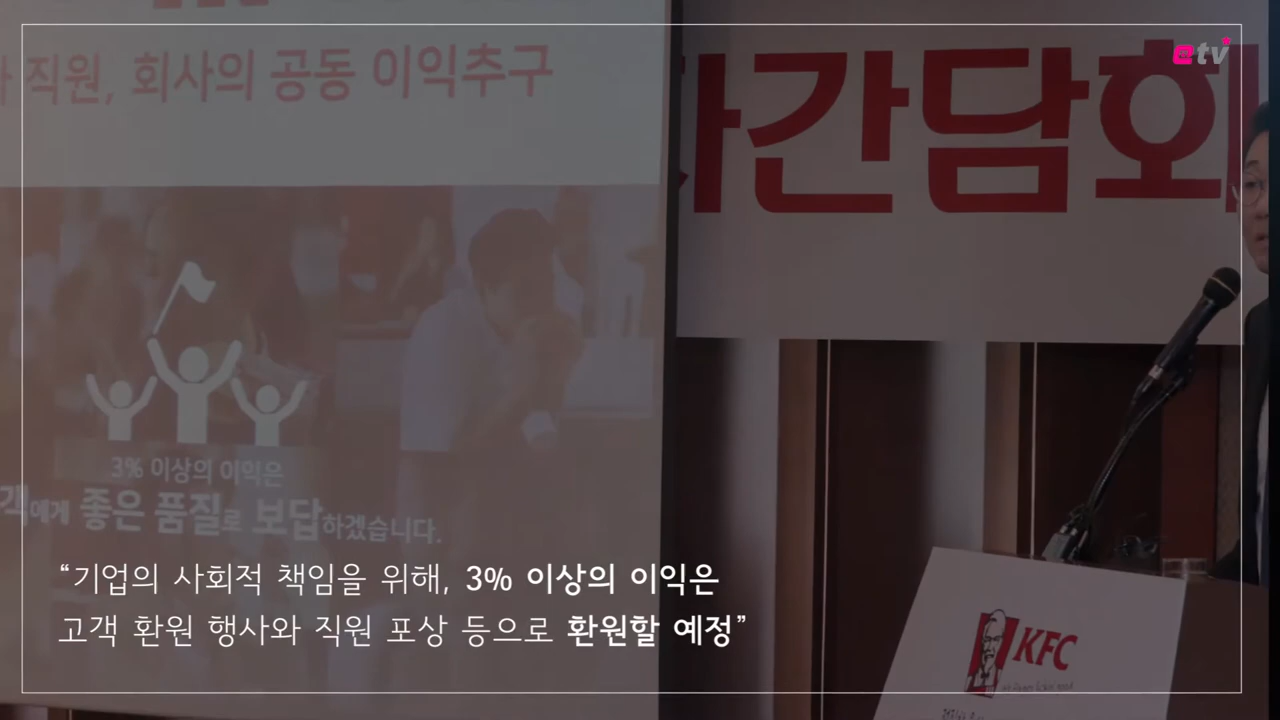 직원, 회사의 공동 이익추구
간담회
etv
3% 이상의 이익은
객에게 좋은 품질로 보답하겠습니다.
“기업의 사회적 책임을 위해, 3% 이상의 이익은
고객 환원 행사와 직원 포상 등으로 환원할 예정”
KFC